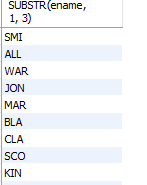 SUBSTR(ename,
1, 3)
SMI
ALL
WAR
JON
MAR
BLA
CLA
SCO
KIN